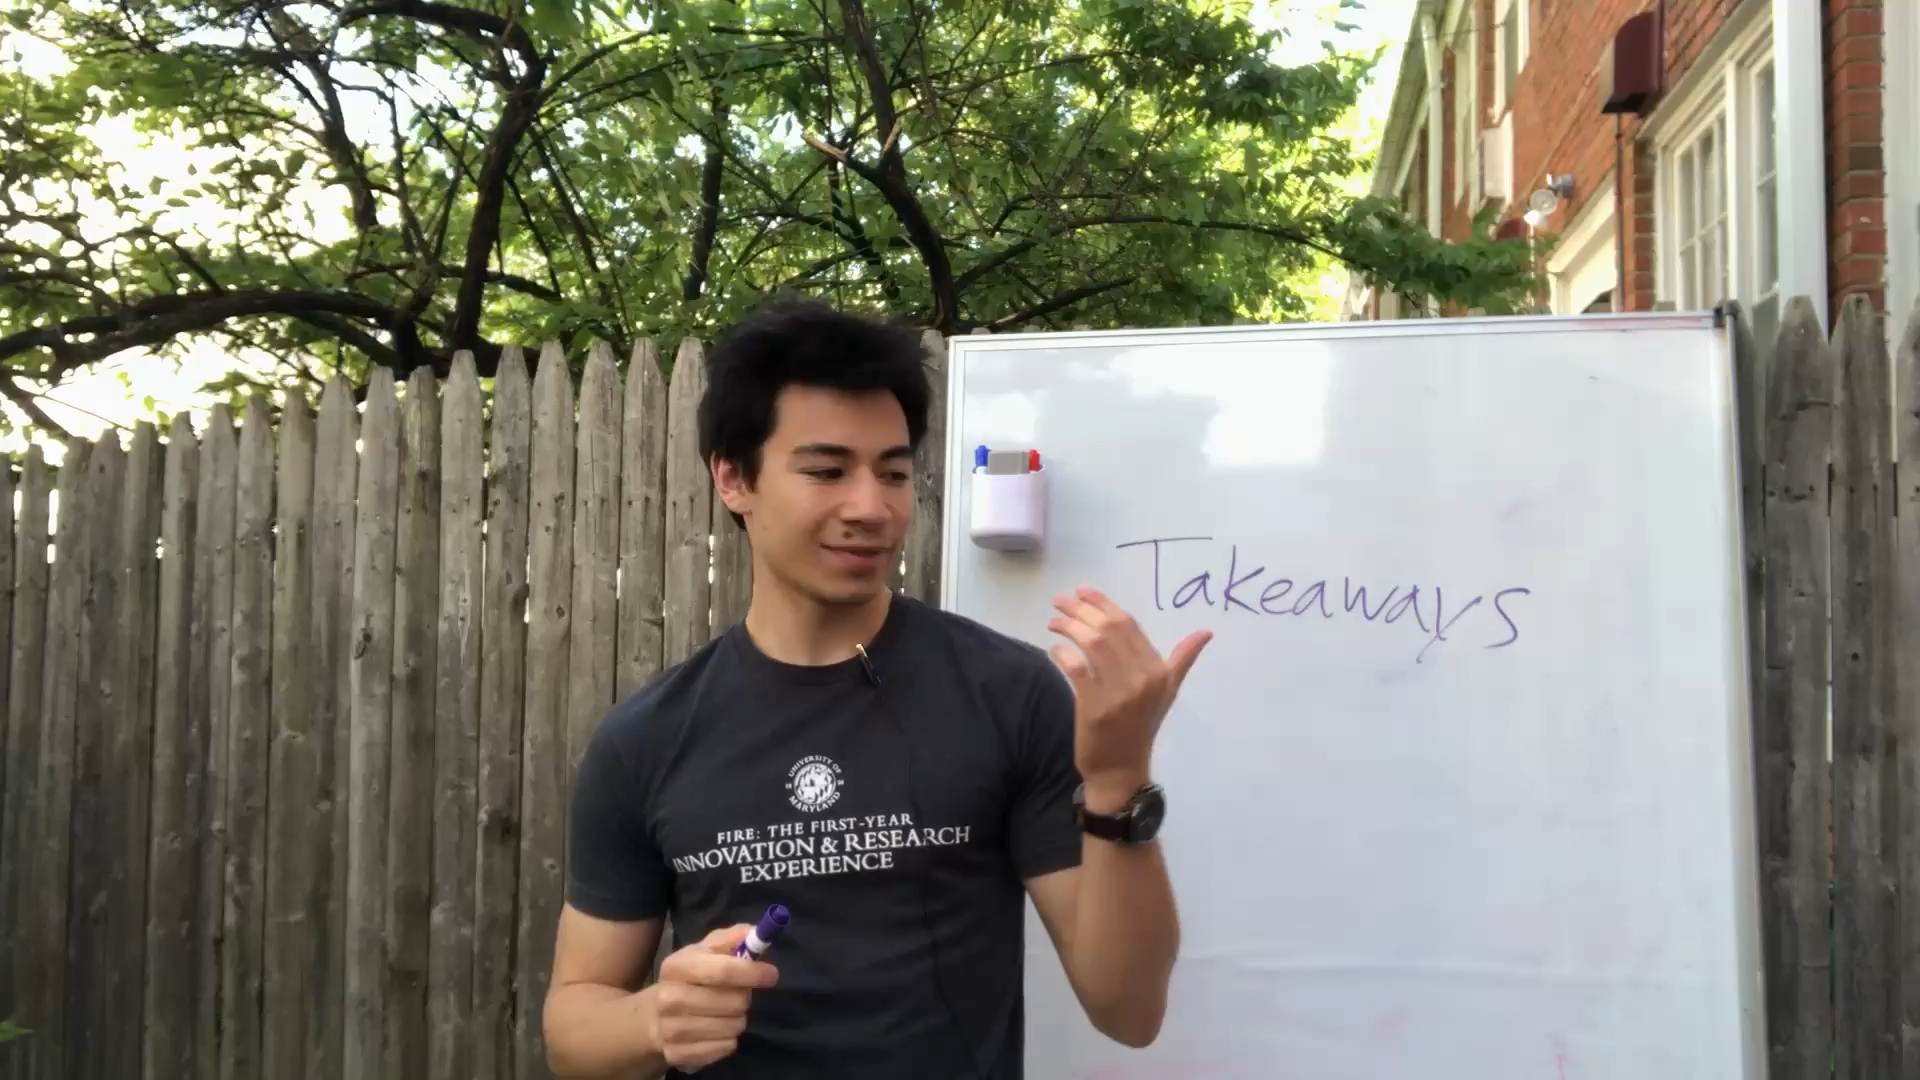 Takeaways
UNIVERSITY OF
MARYLAND
FIRE: THE FIRST-YEAR
INNOVATION & RESEARCH
EXPERIENCE